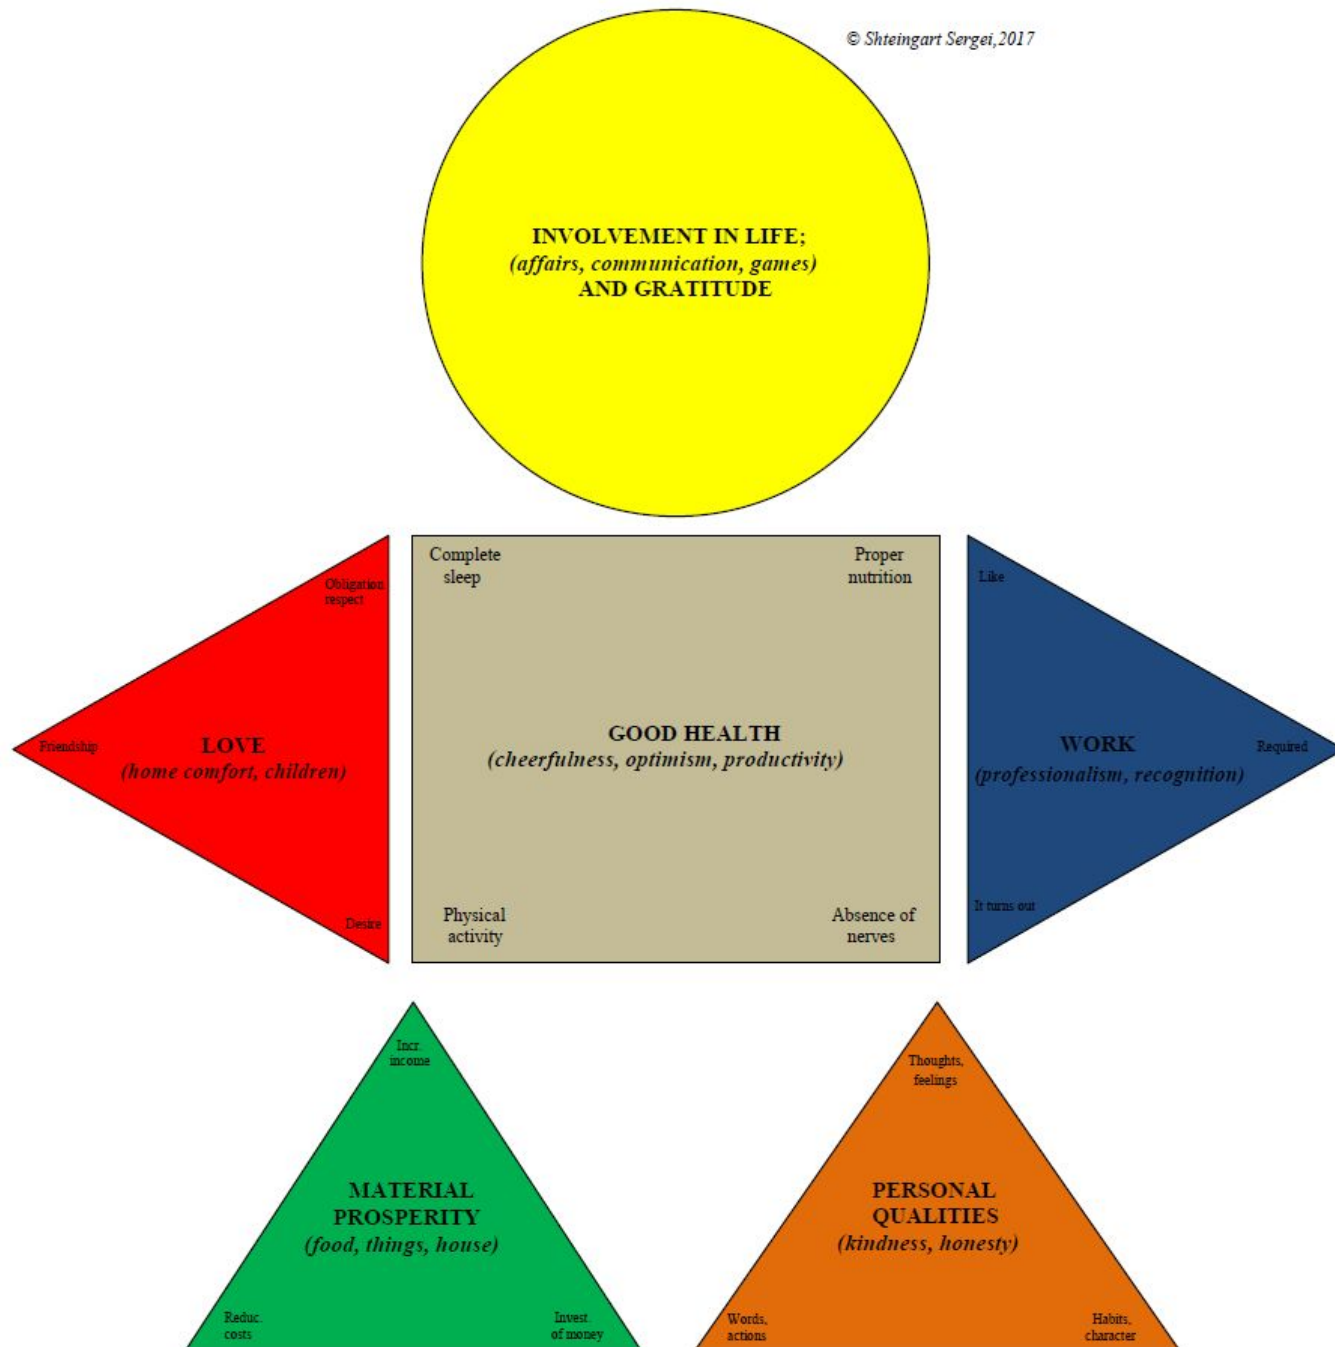 © Shteingart Sergei,2017
INVOLVEMENT IN LIFE;
(affairs, communication, games)
AND GRATITUDE
Obligation
respect
Friendship
LOVE
(home comfort, children)
Desire
Complete
sleep
Proper
nutrition
GOOD HEALTH
(cheerfulness, optimism, productivity)
Physical
activity
Absence of
nerves
Like
WORK
(professionalism, recognition)
Required
It turns out
Incr.
income
MATERIAL
PROSPERITY
(food, things, house)
Reduc.
costs
Invest.
of money
Thoughts,
feelings
PERSONAL
QUALITIES
(kindness, honesty)
Words,
actions
Habits,
character